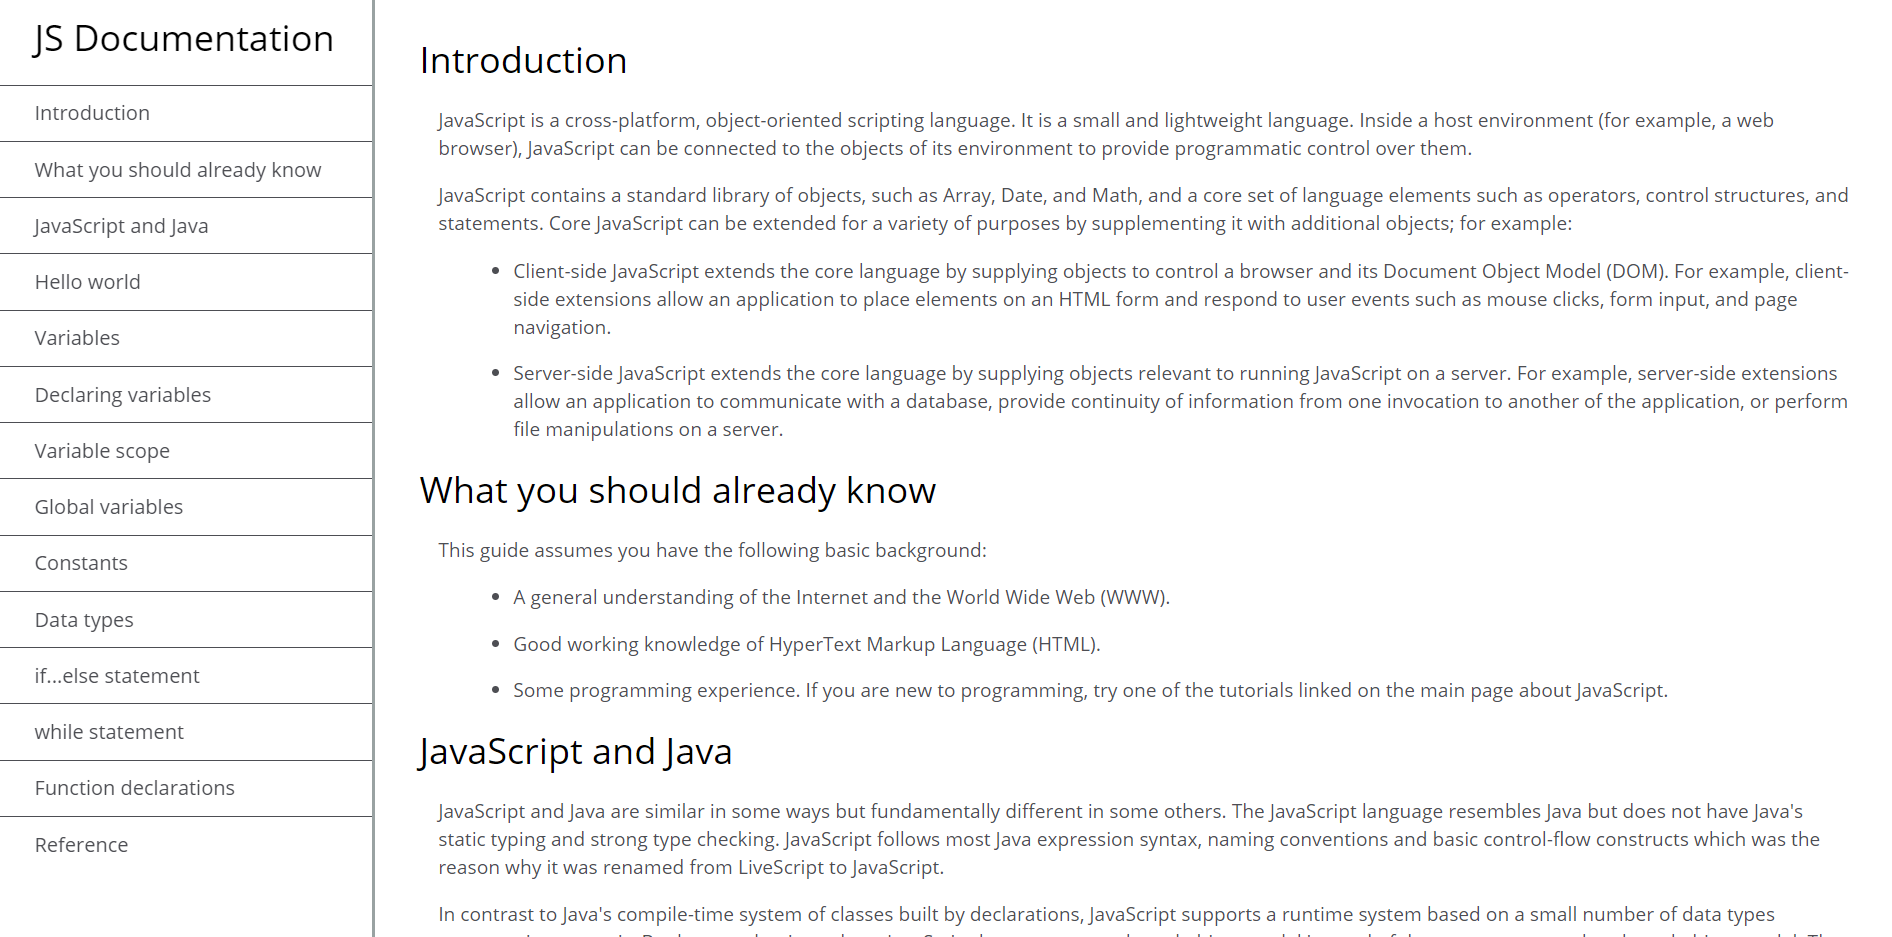 JS Documentation
Introduction
What you should already know
JavaScript and Java
Hello world
Variables
Declaring variables
Variable scope
Global variables
Constants
Data types
if...else statement
while statement
Function declarations
Reference
Introduction
JavaScript is a cross-platform, object-oriented scripting language. It is a small and lightweight language. Inside a host environment (for example, a web
browser), JavaScript can be connected to the objects of its environment to provide programmatic control over them.
JavaScript contains a standard library of objects, such as Array, Date, and Math, and a core set of language elements such as operators, control structures, and
statements. Core JavaScript can be extended for a variety of purposes by supplementing it with additional objects; for example:
• Client-side JavaScript extends the core language by supplying objects to control a browser and its Document Object Model (DOM). For example, client-
side extensions allow an application to place elements on an HTML form and respond to user events such as mouse clicks, form input, and page
navigation.
• Server-side JavaScript extends the core language by supplying objects relevant to running JavaScript on a server. For example, server-side extensions
allow an application to communicate with a database, provide continuity of information from one invocation to another of the application, or perform
file manipulations on a server.
What you should already know
This guide assumes you have the following basic background:
• A general understanding of the Internet and the World Wide Web (WWW).
• Good working knowledge of HyperText Markup Language (HTML).
• Some programming experience. If you are new to programming, try one of the tutorials linked on the main page about JavaScript.
JavaScript and Java
JavaScript and Java are similar in some ways but fundamentally different in some others. The JavaScript language resembles Java but does not have Java's
static typing and strong type checking. JavaScript follows most Java expression syntax, naming conventions and basic control-flow constructs which was the
reason why it was renamed from LiveScript to JavaScript.
In contrast to Java's compile-time system of classes built by declarations, JavaScript supports a runtime system based on a small number of data types